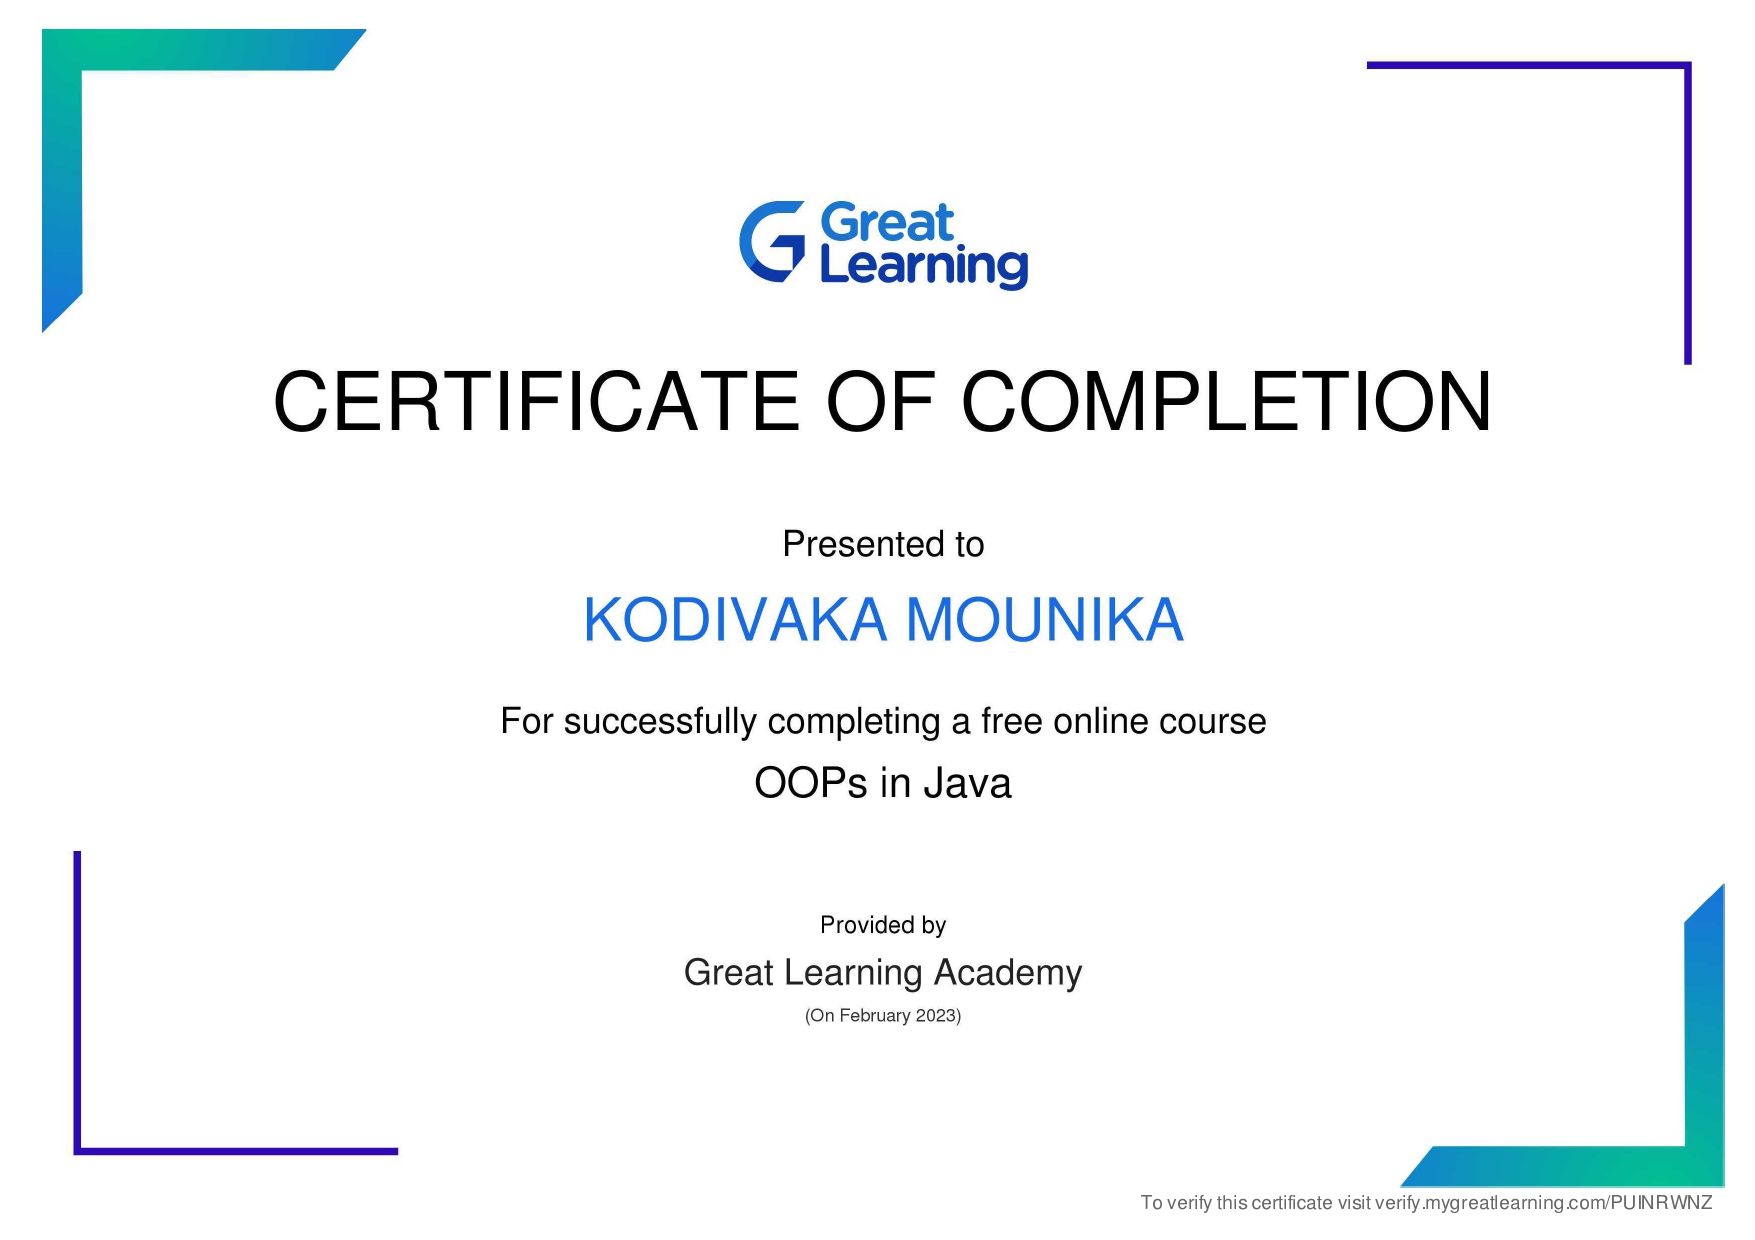 Great
Learning
CERTIFICATE OF COMPLETION
Presented to
KODIVAKA MOUNIKA
For successfully completing a free online course
OOPs in Java
Provided by
Great Learning Academy
(On February 2023)
To verify this certificate visit verify.mygreatlearning.com/PUINRWNZ